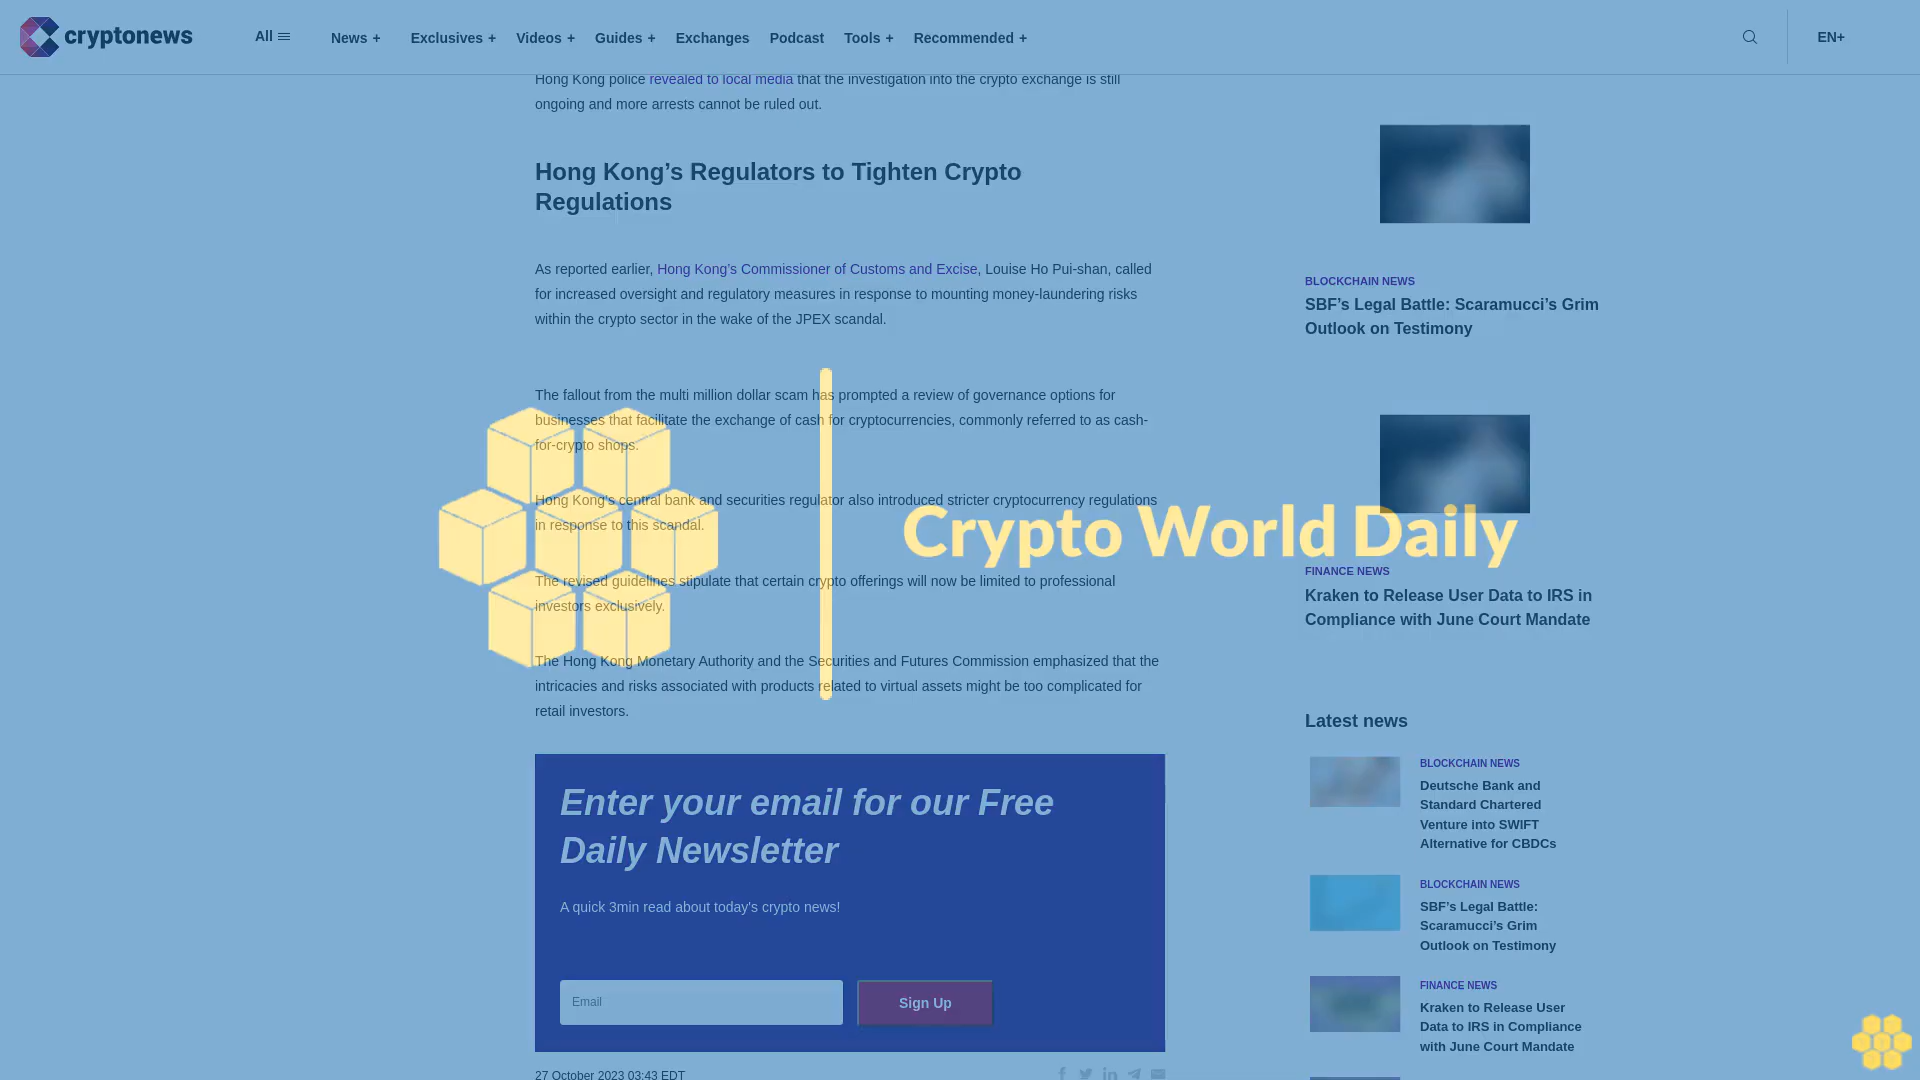 cryptonews
All
News +
Exclusives +
Videos +
Guides +
Exchanges
Podcast
Tools +
Recommended +
EN+
Hong Kong police revealed to local media that the investigation into the crypto exchange is still
ongoing and more arrests cannot be ruled out.
Hong Kong’s Regulators to Tighten Crypto
Regulations
As reported earlier, Hong Kong’s Commissioner of Customs and Excise, Louise Ho Pui-shan, called
for increased oversight and regulatory measures in response to mounting money-laundering risks
within the crypto sector in the wake of the JPEX scandal.
The fallout from the multi million dollar scam has prompted a review of governance options for
businesses that facilitate the exchange of cash for cryptocurrencies, commonly referred to as cash-
for-crypto shops.
Hong Kong’s central bank and securities regulator also introduced stricter cryptocurrency regulations
in response to this scandal.
The revised guidelines stipulate that certain crypto offerings will now be limited to professional
investors exclusively.
The Hong Kong Monetary Authority and the Securities and Futures Commission emphasized that the
intricacies and risks associated with products related to virtual assets might be too complicated for
retail investors.
Crypto World Daily
Enter your email for our Free
Daily Newsletter
A quick 3min read about today's crypto news!
Email
Sign Up
27 October 2023 03:43 EDT
BLOCKCHAIN NEWS
SBF’s Legal Battle: Scaramucci’s Grim
Outlook on Testimony
FINANCE NEWS
Kraken to Release User Data to IRS in
Compliance with June Court Mandate
Latest news
BLOCKCHAIN NEWS
Deutsche Bank and
Standard Chartered
Venture into SWIFT
Alternative for CBDCs
BLOCKCHAIN NEWS
SBF’s Legal Battle:
Scaramucci’s Grim
Outlook on Testimony
FINANCE NEWS
Kraken to Release User
Data to IRS in Compliance
with June Court Mandate